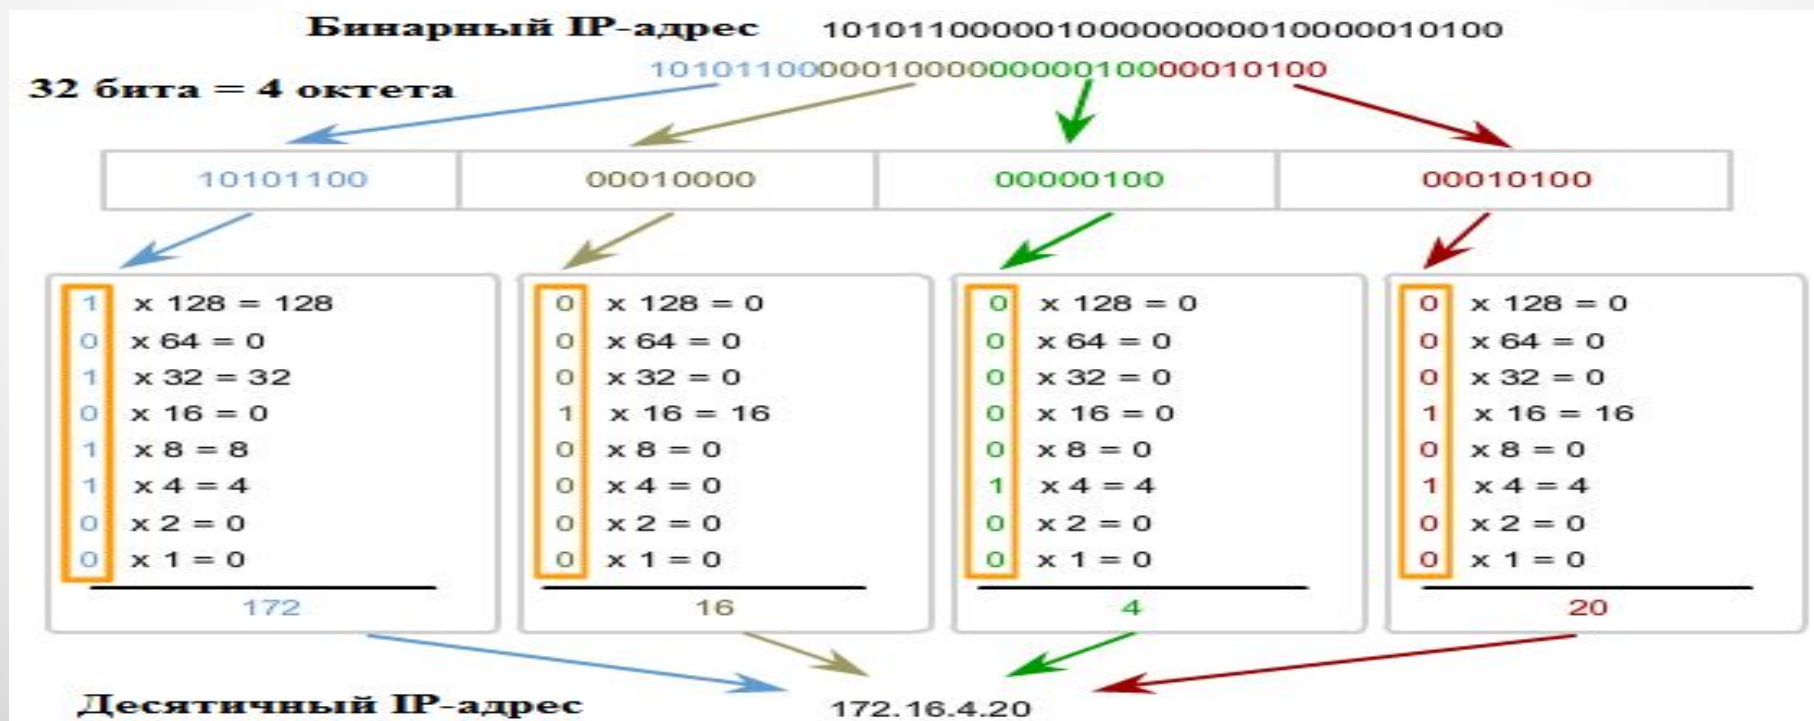 Бинарный IP-адрес 10101100000100000000010000010100
10101100000100000000010000010100
32 бита = 4 октета
10101100 00010000 00000100 00010100
1 x 128 = 128 0 x 128 = 0 0 x 128 = 0 0 x 128 = 0
0 x 64 = 0 0 x 64 = 0 0 x 64 = 0 0 x 64 = 0
1 x 32 = 32 0 x 32 = 0 0 x 32 = 0 0 x 32 = 0
0 x 16 = 0 1 x 16 = 16 0 x 16 = 0 1 x 16 = 16
1 x 8 = 8 0 x 8 = 0 0 x 8 = 0 0 x 8 = 0
1 x 4 = 4 0 x 4 = 0 1 x 4 = 4 1 x 4 = 4
0 x 2 = 0 0 x 2 = 0 0 x 2 = 0 0 x 2 = 0
0 x 1 = 0 0 x 1 = 0 0 x 1 = 0 0 x 1 = 0
172 16 4 20
Десятичный IP-адрес 172.16.4.20